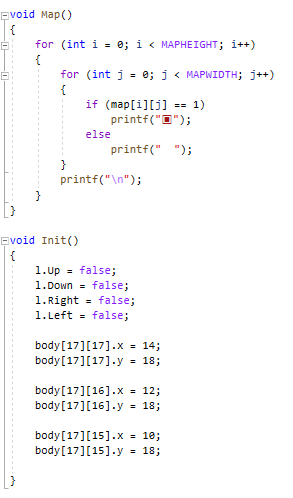 void Map()
{
    for (int i = 0; i < MAPHEIGHT; i++)
    {
        for (int j = 0; j < MAPWIDTH; j++)
        {
            if (map[i][j] == 1)
                printf("▣");
            else
                printf("  ");
        }
        printf("\n");
    }
}
void Init()
{
    l.Up = false;
    l.Down = false;
    l.Right = false;
    l.Left = false;
    body[17][17].x = 14;
    body[17][17].y = 18;
    body[17][16].x = 12;
    body[17][16].y = 18;
    body[17][15].x = 10;
    body[17][15].y = 18;
}